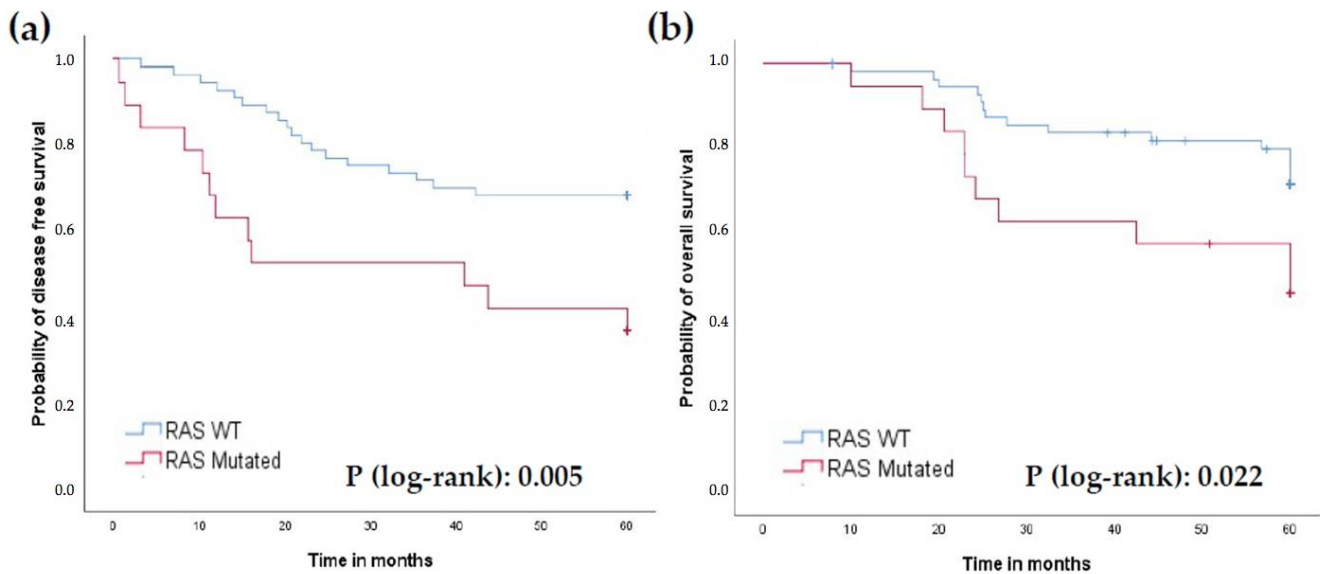 (a)
Probability of disease free survival
1.0
0.8
0.6
0.4
0.2
0.0
RAS WT
RAS Mutated
P (log-rank): 0.005
0 10 20 30 40 50 60
Time in months
(b)
Probability of overall survival
1.0
0.8
0.6
0.4
0.2
0.0
RAS WT
RAS Mutated
P (log-rank): 0.022
0 10 20 30 40 50 60
Time in months